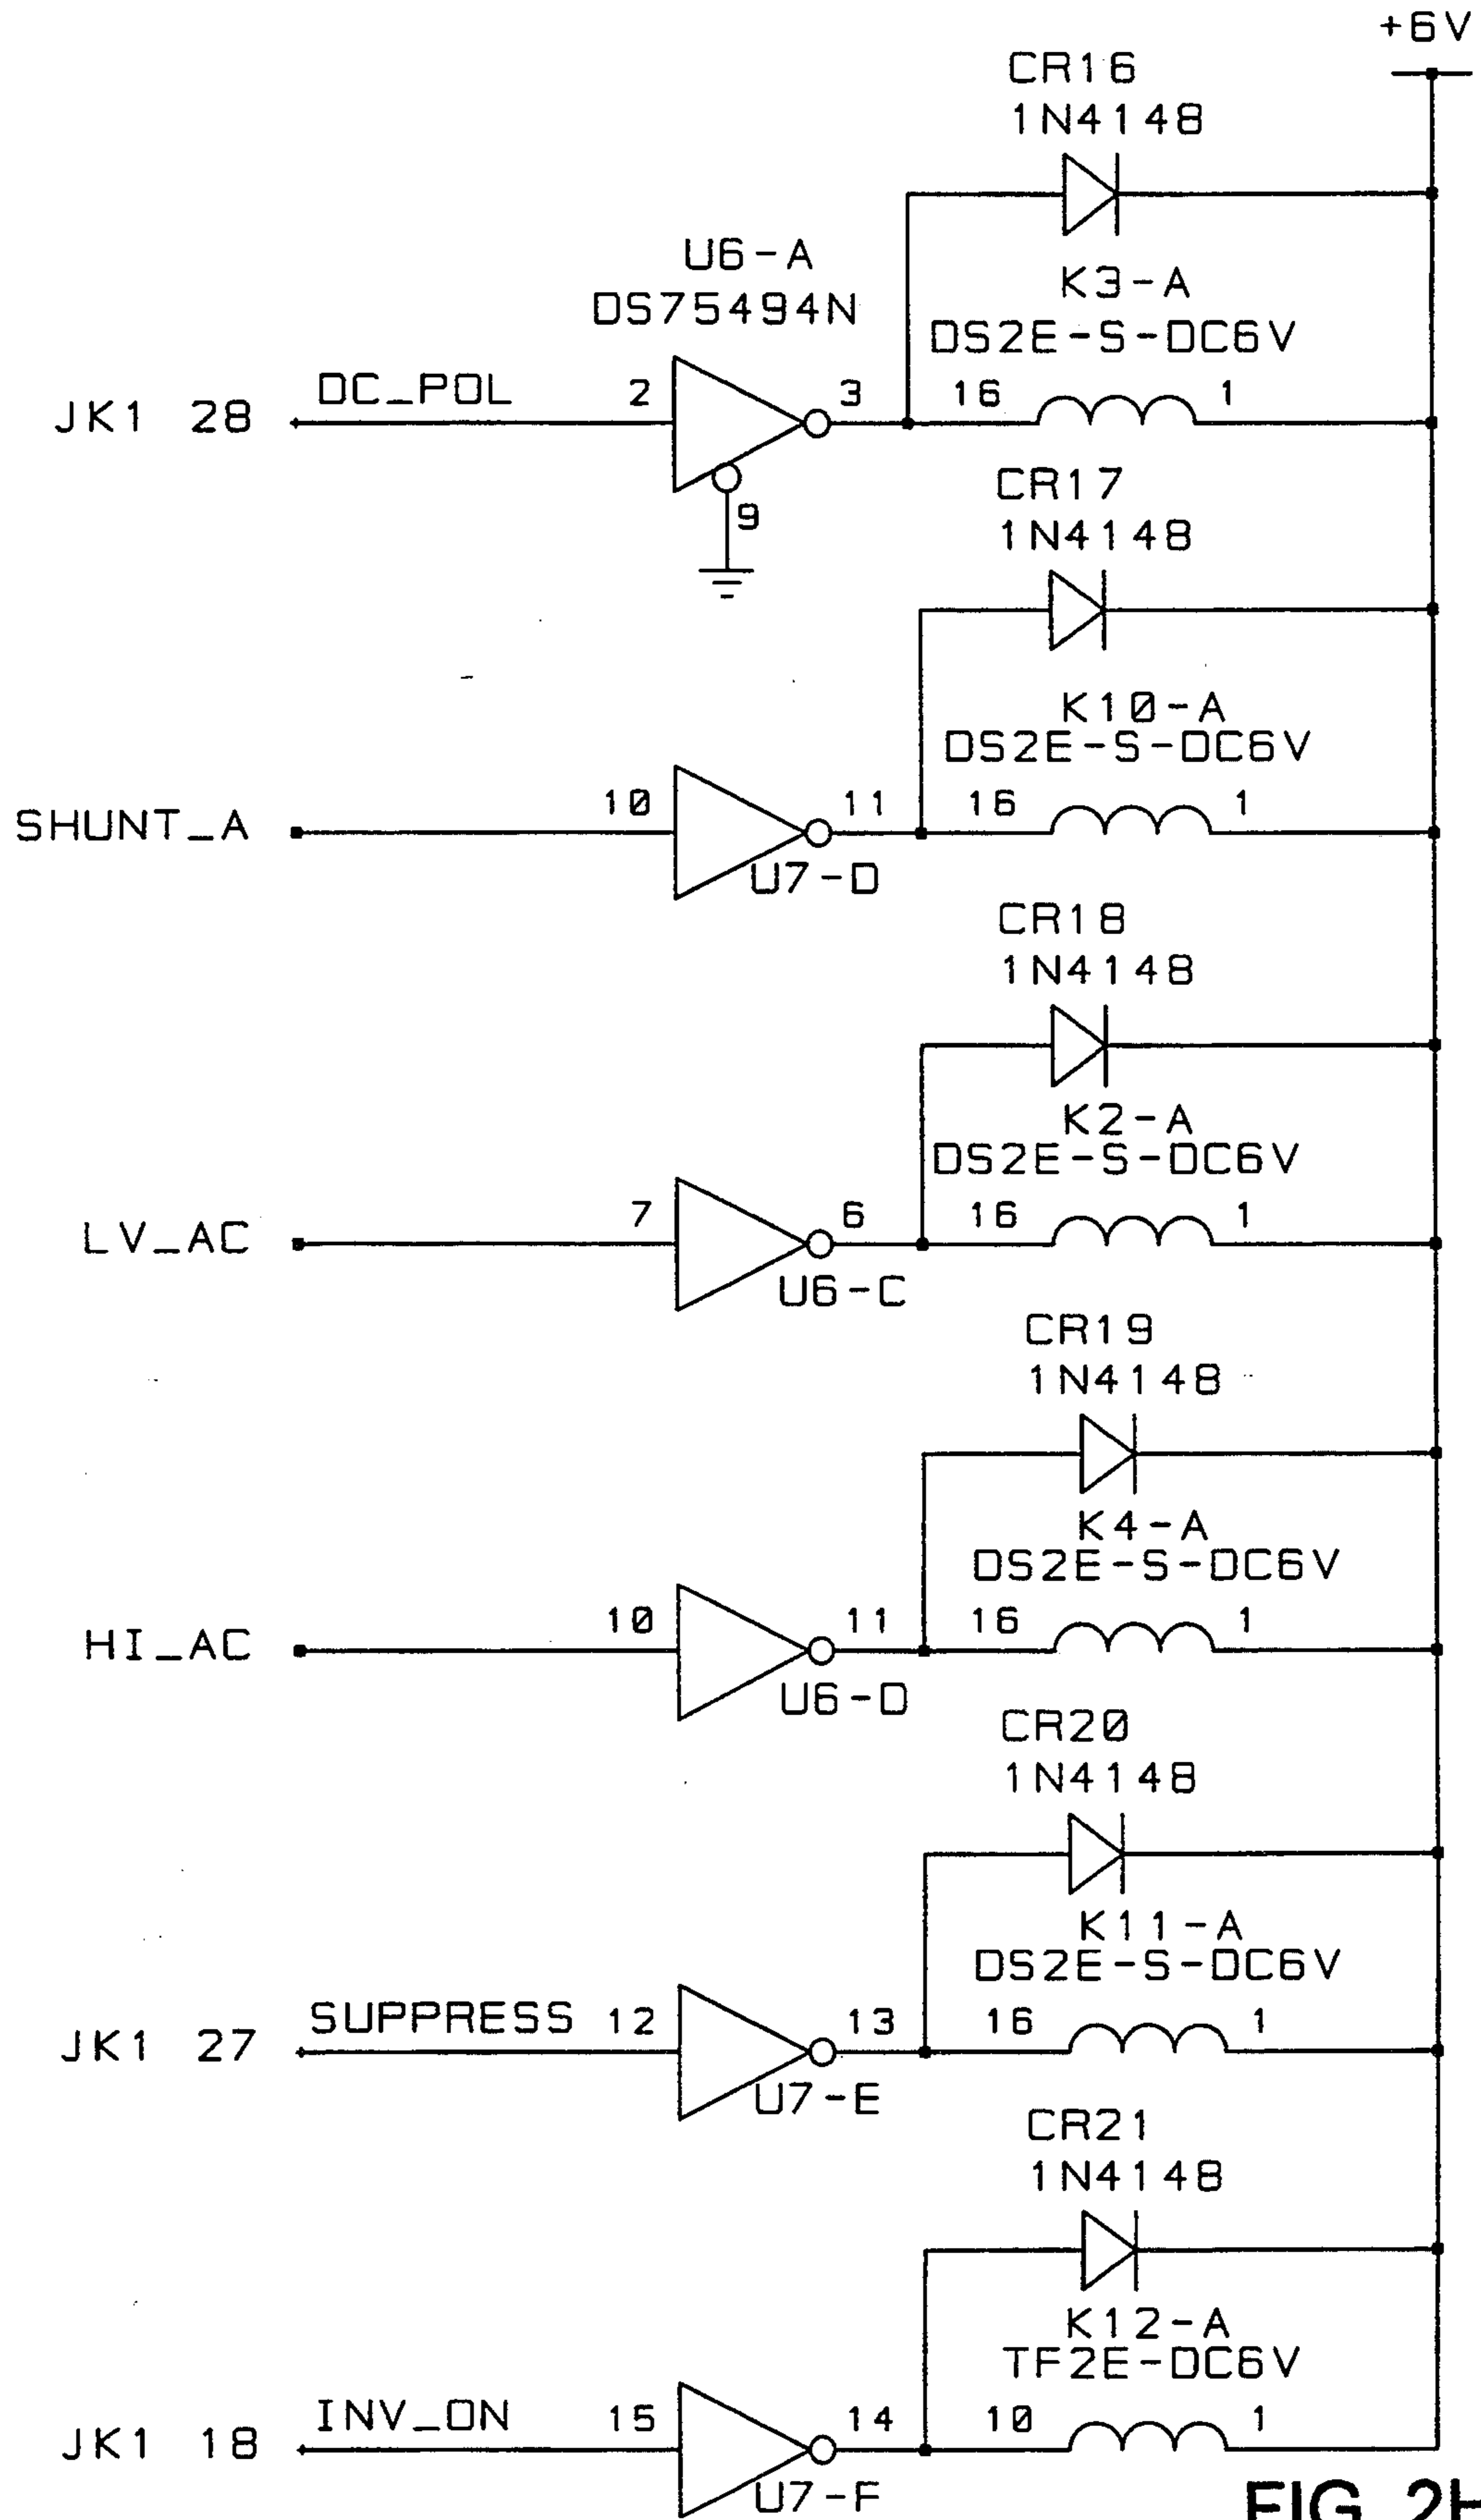 +6V
CR16
1N4148
U6-A
DS75494N
K3-A
DS2E-S-DC6V
JK1 28 DC_POL 2 3 16 1
9
CR17
1N4148
K10-A
DS2E-S-DC6V
SHUNT_A 10 11 16 1
U7-D
CR18
1N4148
K2-A
DS2E-S-DC6V
LV_AC 7 6 16 1
U6-C
CR19
1N4148
K4-A
DS2E-S-DC6V
HI_AC 10 11 16 1
U6-D
CR20
1N4148
K11-A
DS2E-S-DC6V
JK1 27 SUPPRESS 12 13 16 1
U7-E
CR21
1N4148
K12-A
TF2E-DC6V
JK1 18 INV_ON 15 14 10 1
U7-F
FIG. 2H